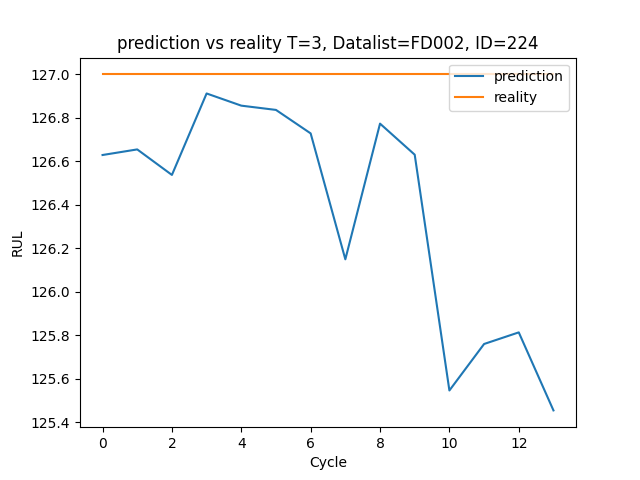 prediction vs reality T=3, Datalist=FD002, ID=224
127.0
126.8
126.6
126.4
126.2
126.0
125.8
125.6
125.4
RUL
0 2 4 6 8 10 12
Cycle
prediction
reality